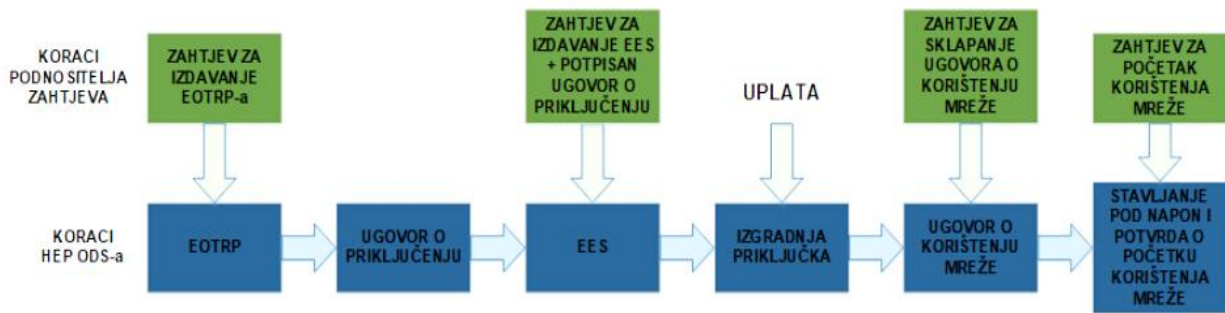 KORACI
PODNOSITELJA
ZAHTJEVA
ZAHTJEV ZA
IZDAVANJE
EOTRP-a
ZAHTJEV ZA
IZDAVANJE EES
+ POTPISAN
UGOVOR O
PRIKLJUČENJU
UPLATA
ZAHTJEV ZA
SKLAPANJE
UGOVORA O
KORIŠTENJU
MREŽE
ZAHTJEV ZA
POČETAK
KORIŠTENJA
MREŽE
KORACI
HEP ODS-a
EOTRP
UGOVOR O
PRIKLJUČENJU
EES
IZGRADNJA
PRIKLJUČKA
UGOVOR O
KORIŠTENJU
MREŽE
STAVLJANJE
POD NAPON I
POTVRDA O
POČETKU
KORIŠTENJA
MREŽE